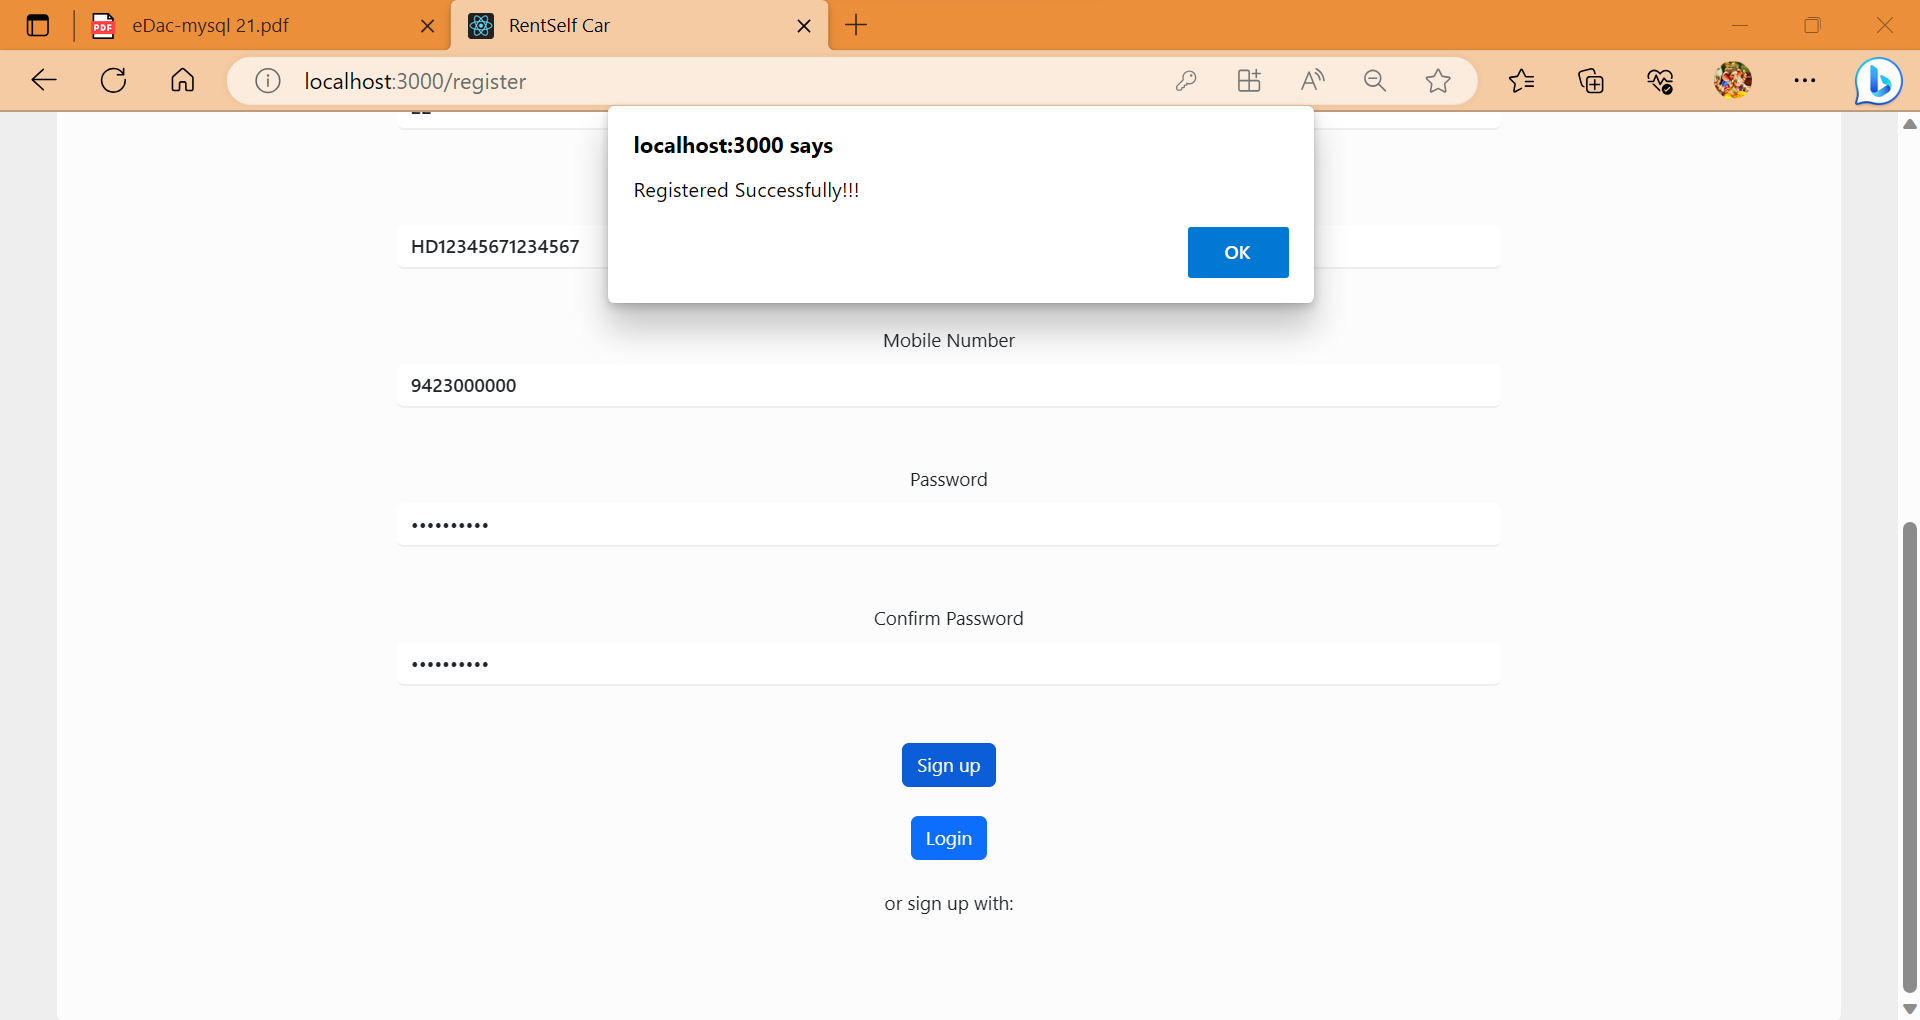 eDac-mysql 21.pdf
RentSelf Car
localhost:3000/register
localhost:3000 says
Registered Successfully!!!
OK
HD12345671234567
Mobile Number
9423000000
Password
••••••••••
Confirm Password
••••••••••
Sign up
Login
or sign up with: